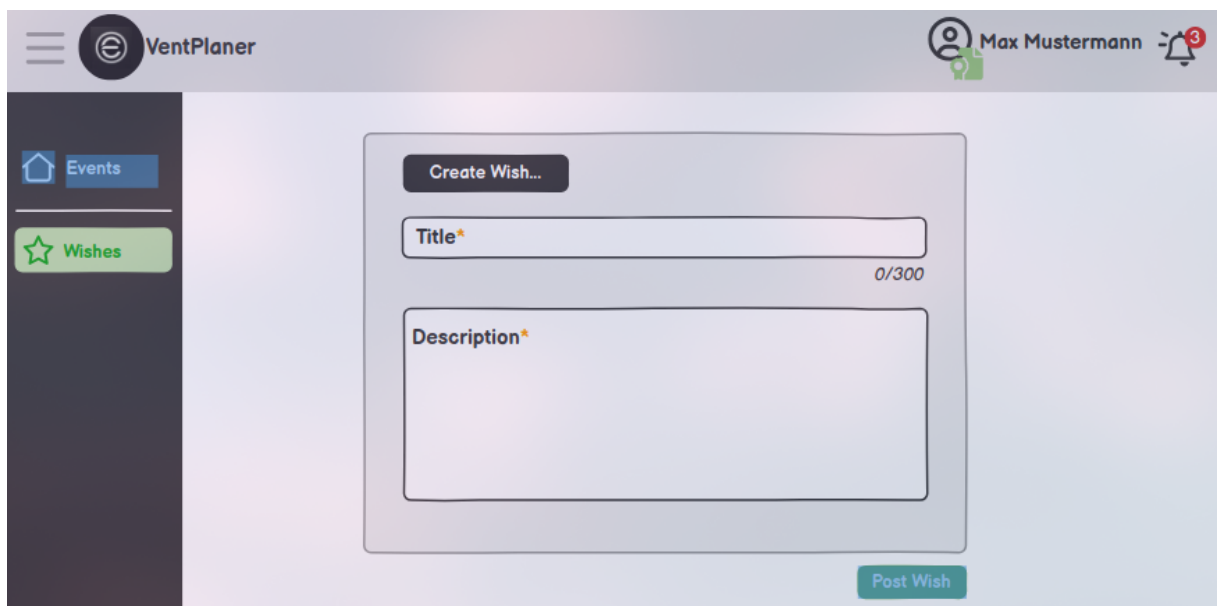 VentPlaner
Max Mustermann
3
Events
Wishes
Create Wish...
Title*
0/300
Description*
Post Wish